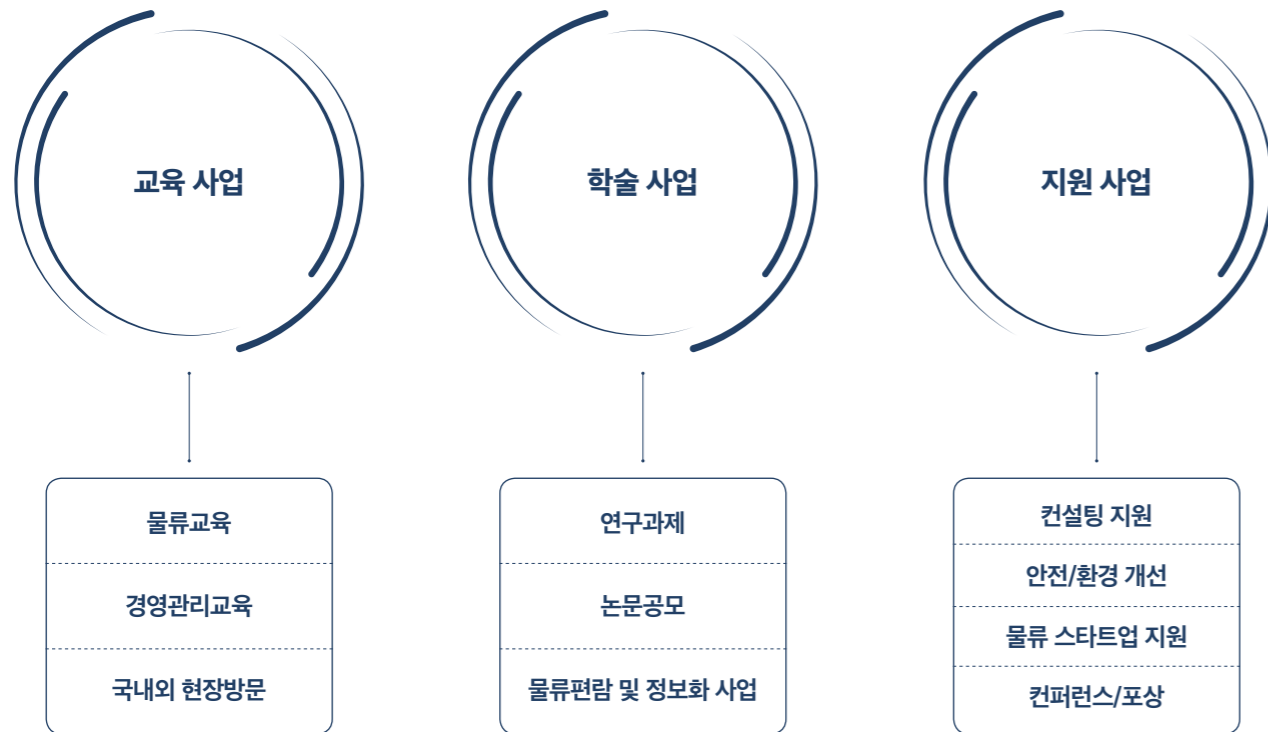 교육 사업
학술 사업
지원 사업
물류교육
경영관리교육
국내외 현장방문
연구과제
논문공모
물류편람 및 정보화 사업
컨설팅 지원
안전/환경 개선
물류 스타트업 지원
컨퍼런스/포상